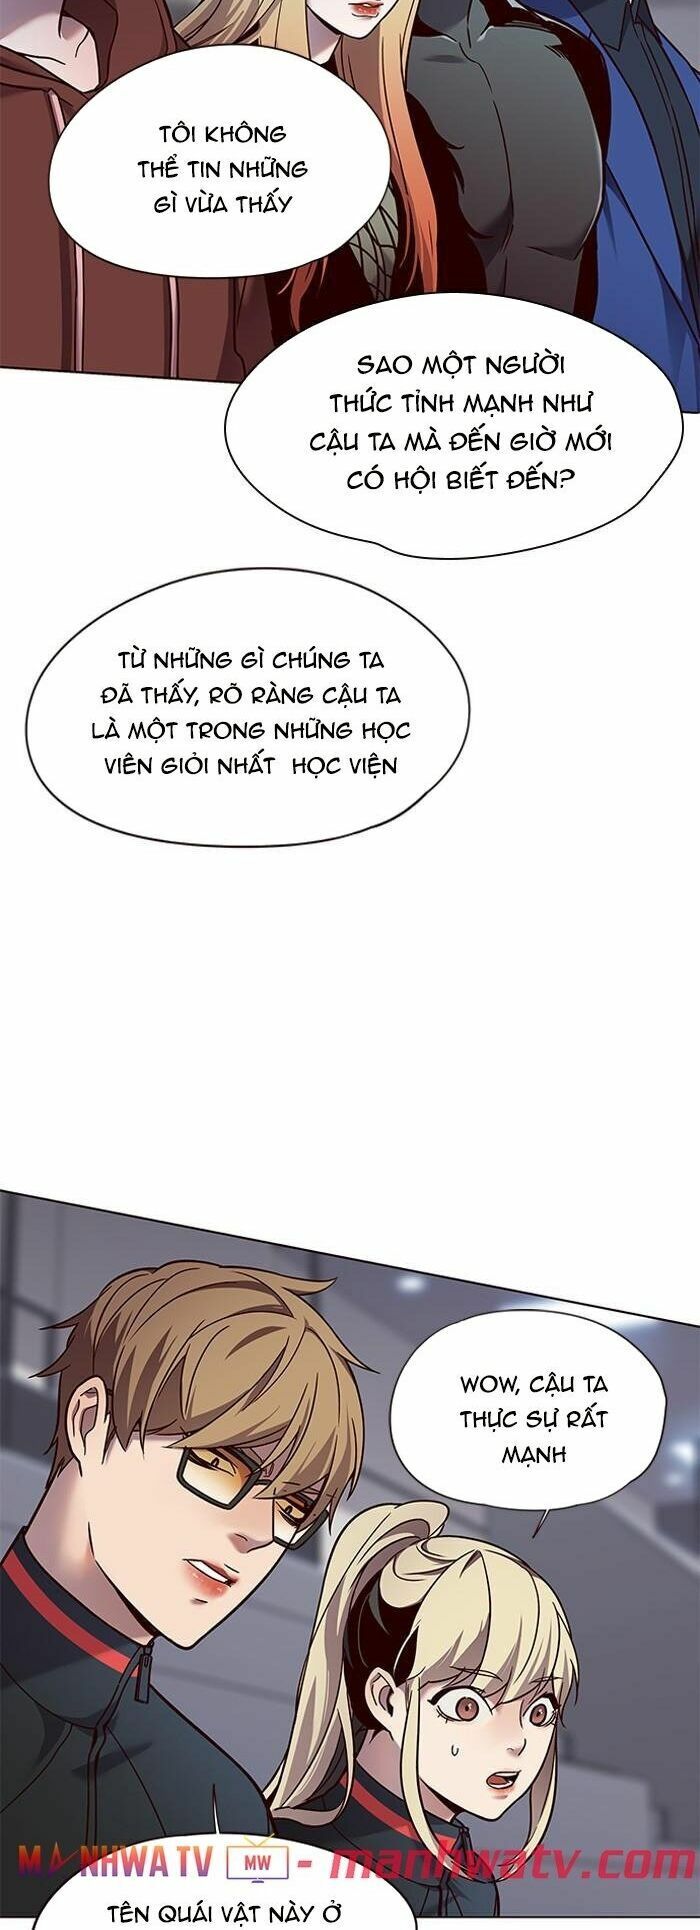 TÔI KHÔNG
THỂ TIN NHỮNG
GÌ VỪA THẤY
SAO MỘT NGƯỜI
THỨC TỈNH MẠNH NHƯ
CẬU TA MÀ ĐẾN GIỜ MỚI
CÓ HỘI BIẾT ĐẾN?
TỪ NHỮNG GÌ CHÚNG TA
ĐÃ THẤY, RÕ RÀNG CẬU TA
LÀ MỘT TRONG NHỮNG HỌC
VIÊN GIỎI NHẤT HỌC VIỆN
WOW, CẬU TA
THỰC SỰ RẤT
MẠNH
MANHWA TV MW - manhwatv.com
TÊN QUÁI VẬT NÀY Ở